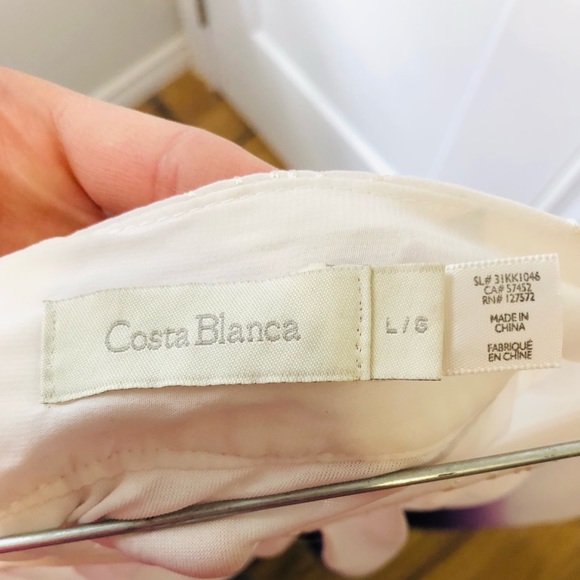 Costa Blanca
L/G
SL# 31KK1046
CA# 57452
RN# 127572
MADE IN
CHINA
FABRIQUÉ
EN CHINE